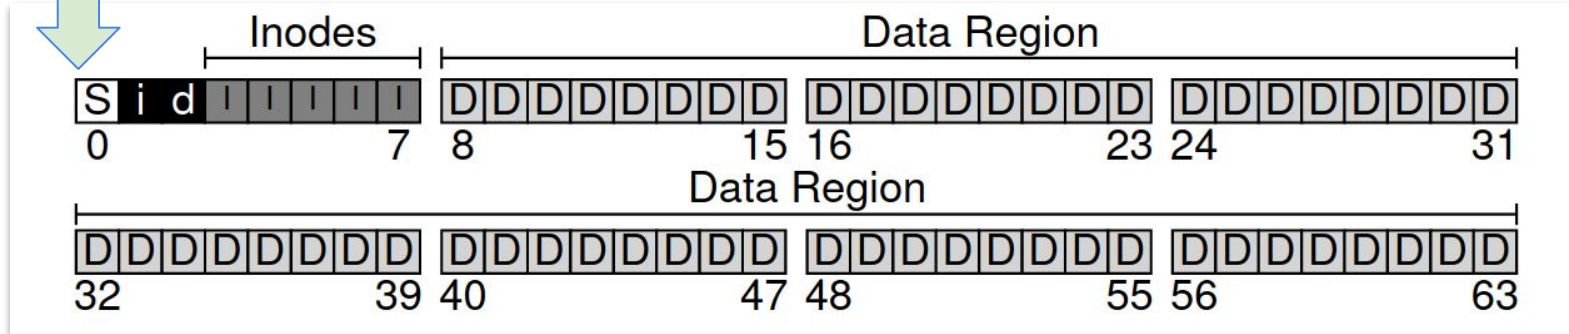 Inodes Data Region
S i d I I I I I D D D D D D D D D D D D D D D D D D D D D D D D
0 7 8 15 16 23 24 31
Data Region
D D D D D D D D D D D D D D D D D D D D D D D D D D D D D D D D
32 39 40 47 48 55 56 63